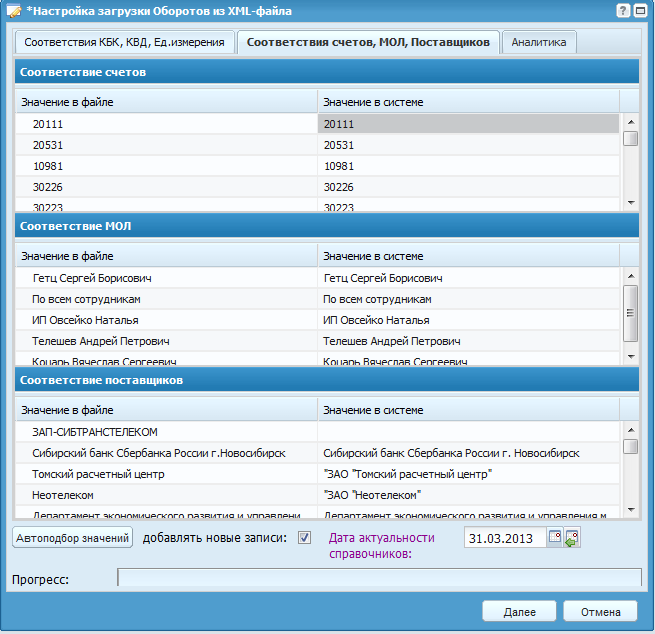 *Настройка загрузки Оборотов из XML-файла
Соответствия КБК, КВД, Ед.измерения Соответствия счетов, МОЛ, Поставщиков Аналитика
Соответствие счетов
Значение в файле Значение в системе
20111 20111
20531 20531
10981 10981
30226 30226
30223 30223
Соответствие МОЛ
Значение в файле Значение в системе
Гетц Сергей Борисович Гетц Сергей Борисович
По всем сотрудникам По всем сотрудникам
ИП Овсейко Наталья ИП Овсейко Наталья
Телешев Андрей Петрович Телешев Андрей Петрович
Коцарь Вячеслав Сергеевич Коцарь Вячеслав Сергеевич
Соответствие поставщиков
Значение в файле Значение в системе
ЗАП-СИБТРАНСТЕЛЕКОМ
Сибирский банк Сбербанка России г.Новосибирск Сибирский банк Сбербанка России г. Новосибирск
Томский расчетный центр "ЗАО "Томский расчетный центр"
Неотелеком "ЗАО "Неотелеком"
Департамент экономического развития и управлени Департамент экономического развития и управления м
Автоподбор значений добавлять новые записи: Дата актуальности справочников: 31.03.2013
Прогресс:
Далее Отмена